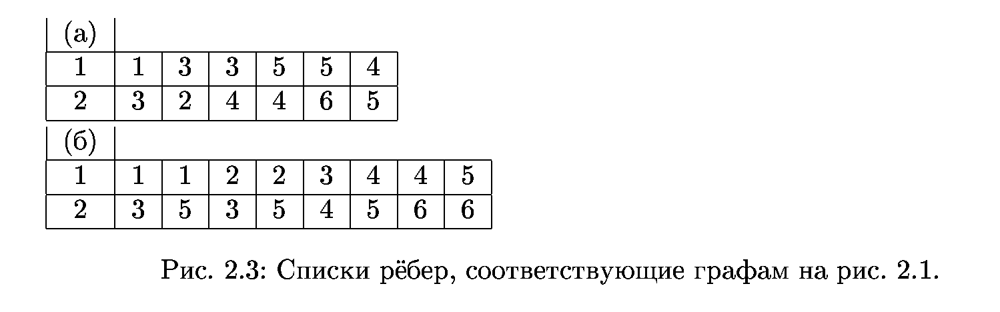 (а)
1 1 3 3 5 5 4
2 3 2 4 4 6 5
(б)
1 1 1 2 2 3 4 4 5
2 3 5 3 5 4 5 6 6
Рис. 2.3: Списки рёбер, соответствующие графам на рис. 2.1.